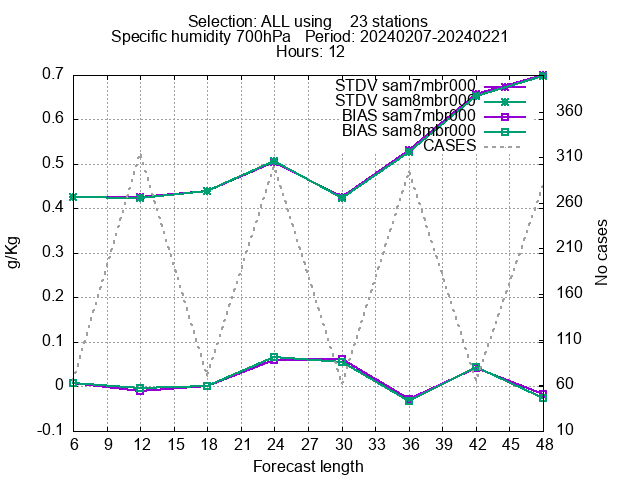 Selection: ALL using 23 stations
Specific humidity 700hPa Period: 20240207-20240221
Hours: 12
STDV sam7mbr000
STDV sam8mbr000
BIAS sam7mbr000
BIAS sam8mbr000
CASES
g/Kg
0.7
0.6
0.5
0.4
0.3
0.2
0.1
0
-0.1
No cases
360
310
260
210
160
110
60
10
6 9 12 15 18 21 24 27 30 33 36 39 42 45 48
Forecast length